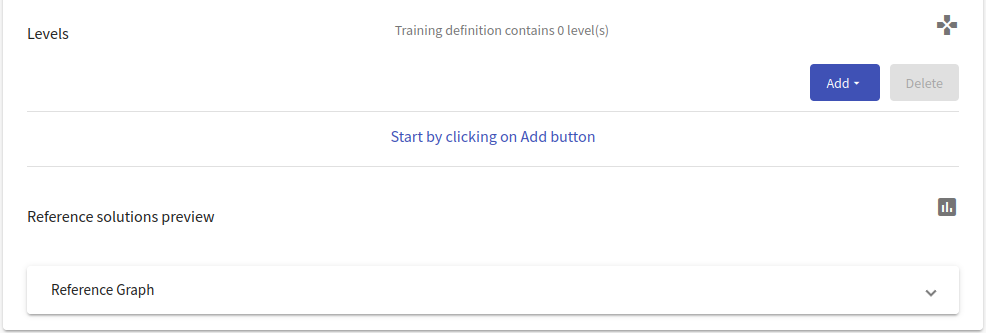 Levels
Training definition contains 0 level(s)
Add
Delete
Start by clicking on Add button
Reference solutions preview
Reference Graph